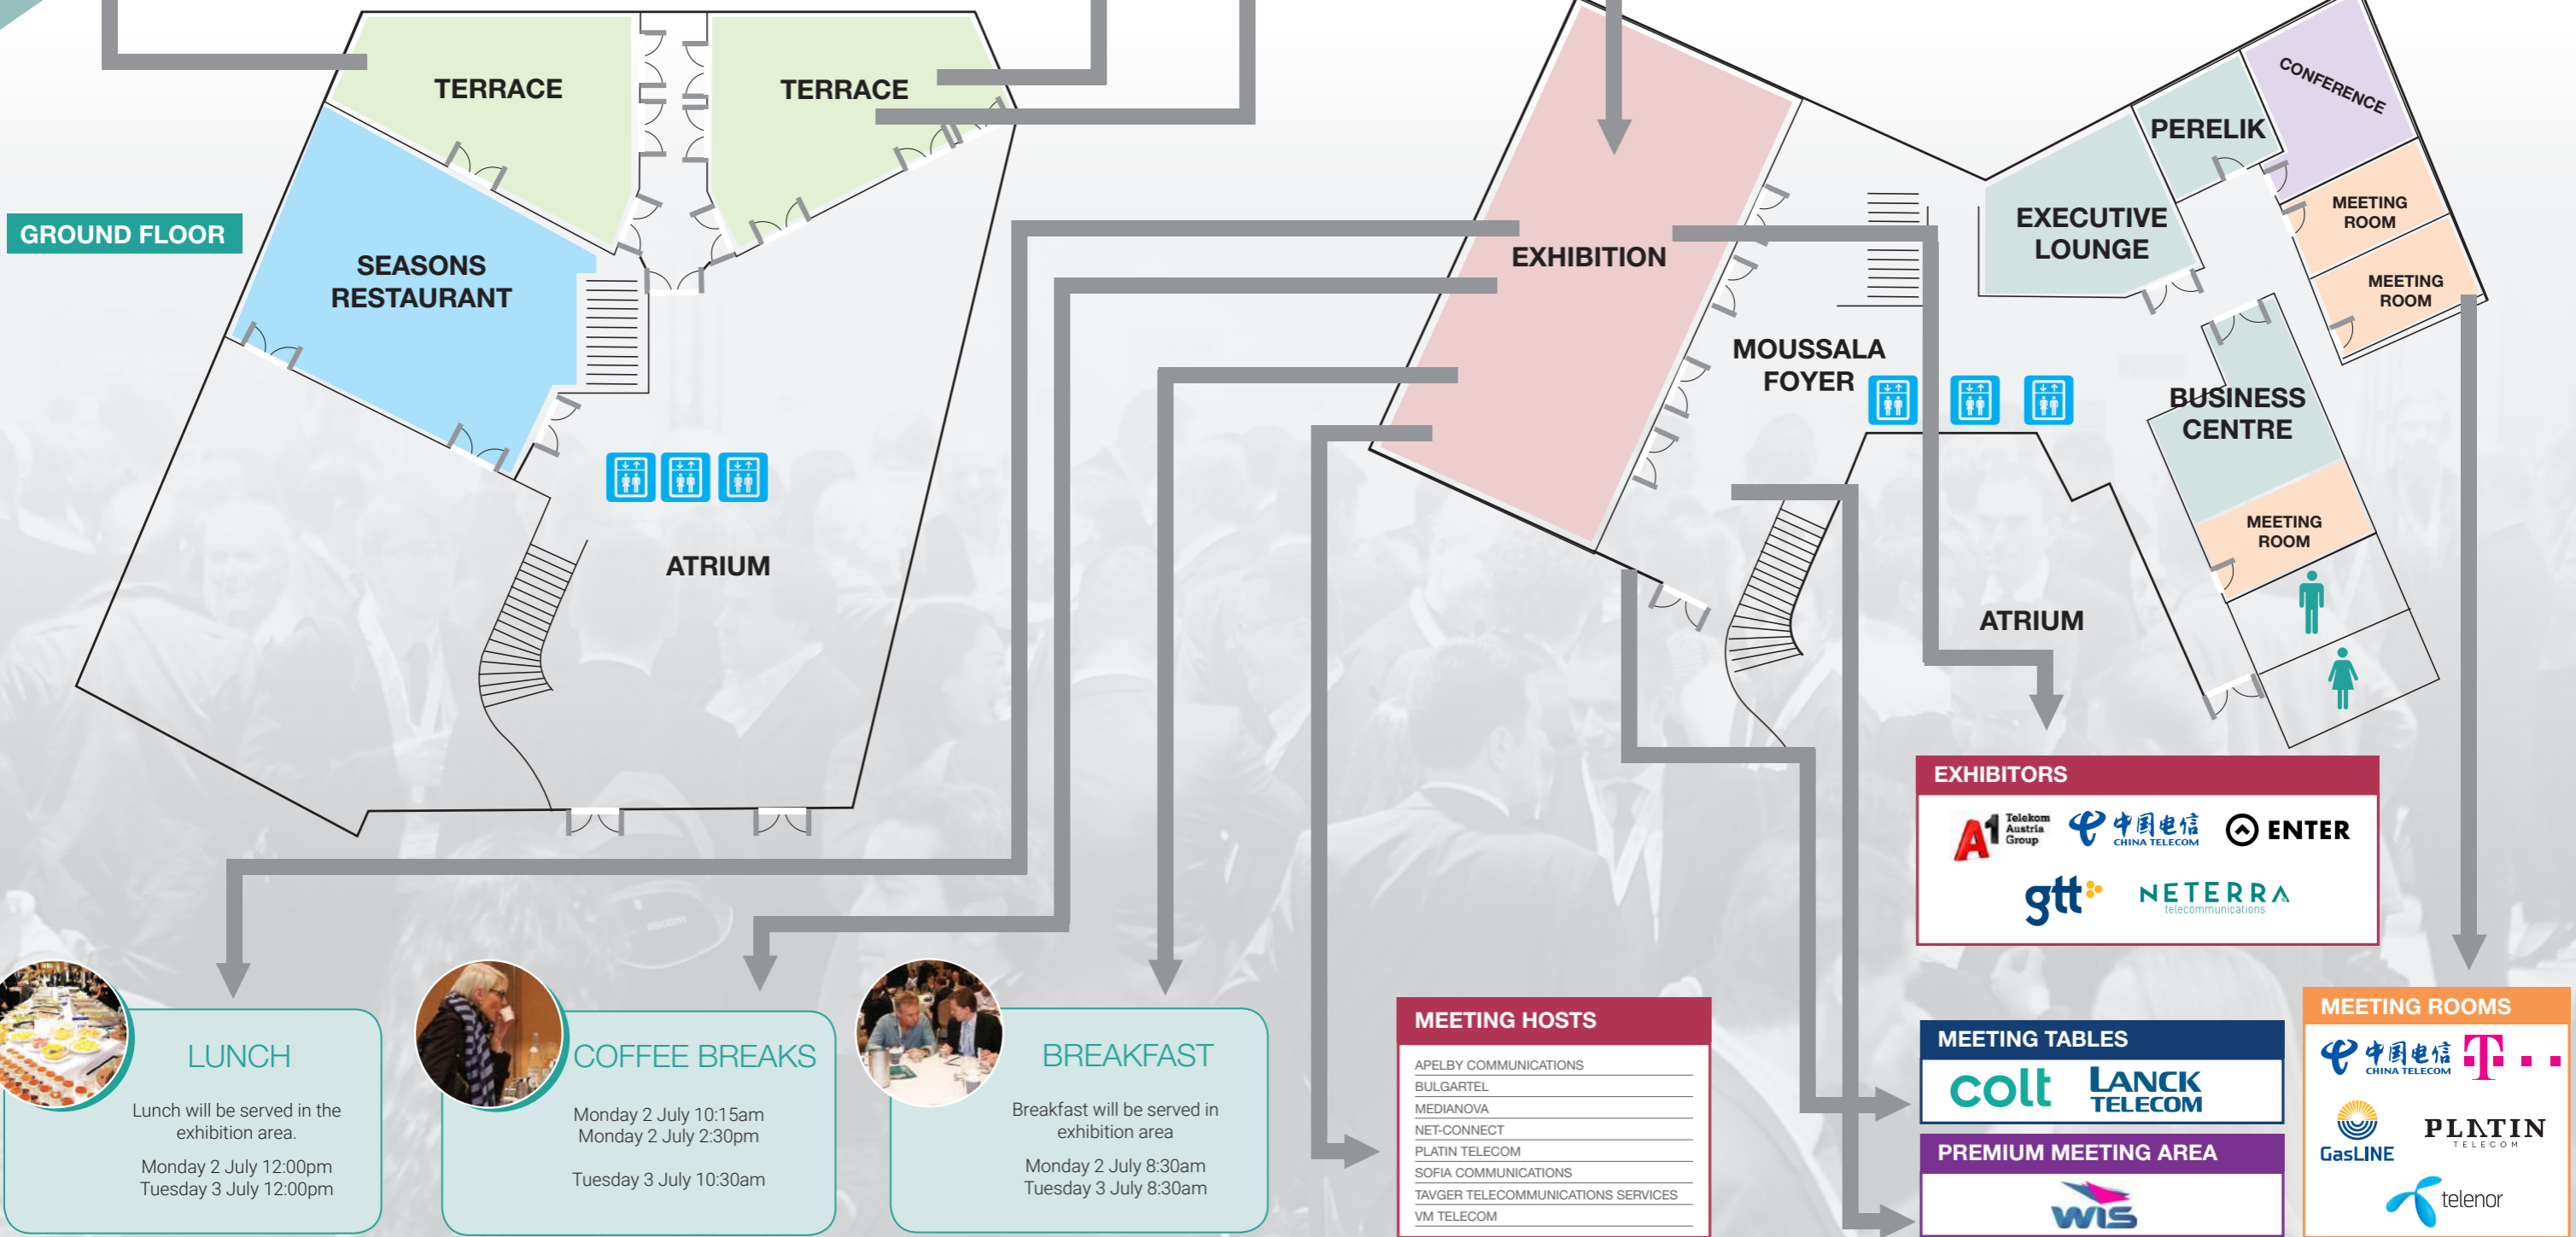 TERRACE
TERRACE
GROUND FLOOR
SEASONS
RESTAURANT
ATRIUM
EXHIBITION
MOUSSALA
FOYER
EXECUTIVE
LOUNGE
PERELIK
CONFERENCE
MEETING
ROOM
MEETING
ROOM
BUSINESS
CENTRE
MEETING
ROOM
ATRIUM
EXHIBITORS
A1 Telekom
Austria
Group
中国电信
CHINA TELECOM
ENTER
gtt
NETERRA
telecommunications
LUNCH
Lunch will be served in the
exhibition area.
Monday 2 July 12:00pm
Tuesday 3 July 12:00pm
COFFEE BREAKS
Monday 2 July 10:15am
Monday 2 July 2:30pm
Tuesday 3 July 10:30am
BREAKFAST
Breakfast will be served in
exhibition area
Monday 2 July 8:30am
Tuesday 3 July 8:30am
MEETING HOSTS
APELBY COMMUNICATIONS
BULGARTEL
MEDIANOVA
NET-CONNECT
PLATIN TELECOM
SOFIA COMMUNICATIONS
TAVGER TELECOMMUNICATIONS SERVICES
VM TELECOM
MEETING TABLES
colt
LANCK
TELECOM
PREMIUM MEETING AREA
WIS
MEETING ROOMS
中国电信
CHINA TELECOM
T
GasLINE
PLATIN
TELECOM
telenor